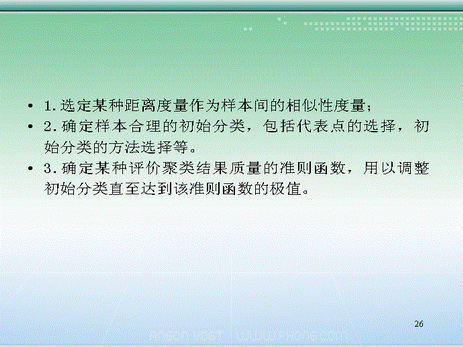 • 1.选定某种距离度量作为样本间的相似性度量；
• 2.确定样本合理的初始分类，包括代表点的选择，初
始分类的方法选择等。
• 3.确定某种评价聚类结果质量的准则函数，用以调整
初始分类直至达到该准则函数的极值。
26